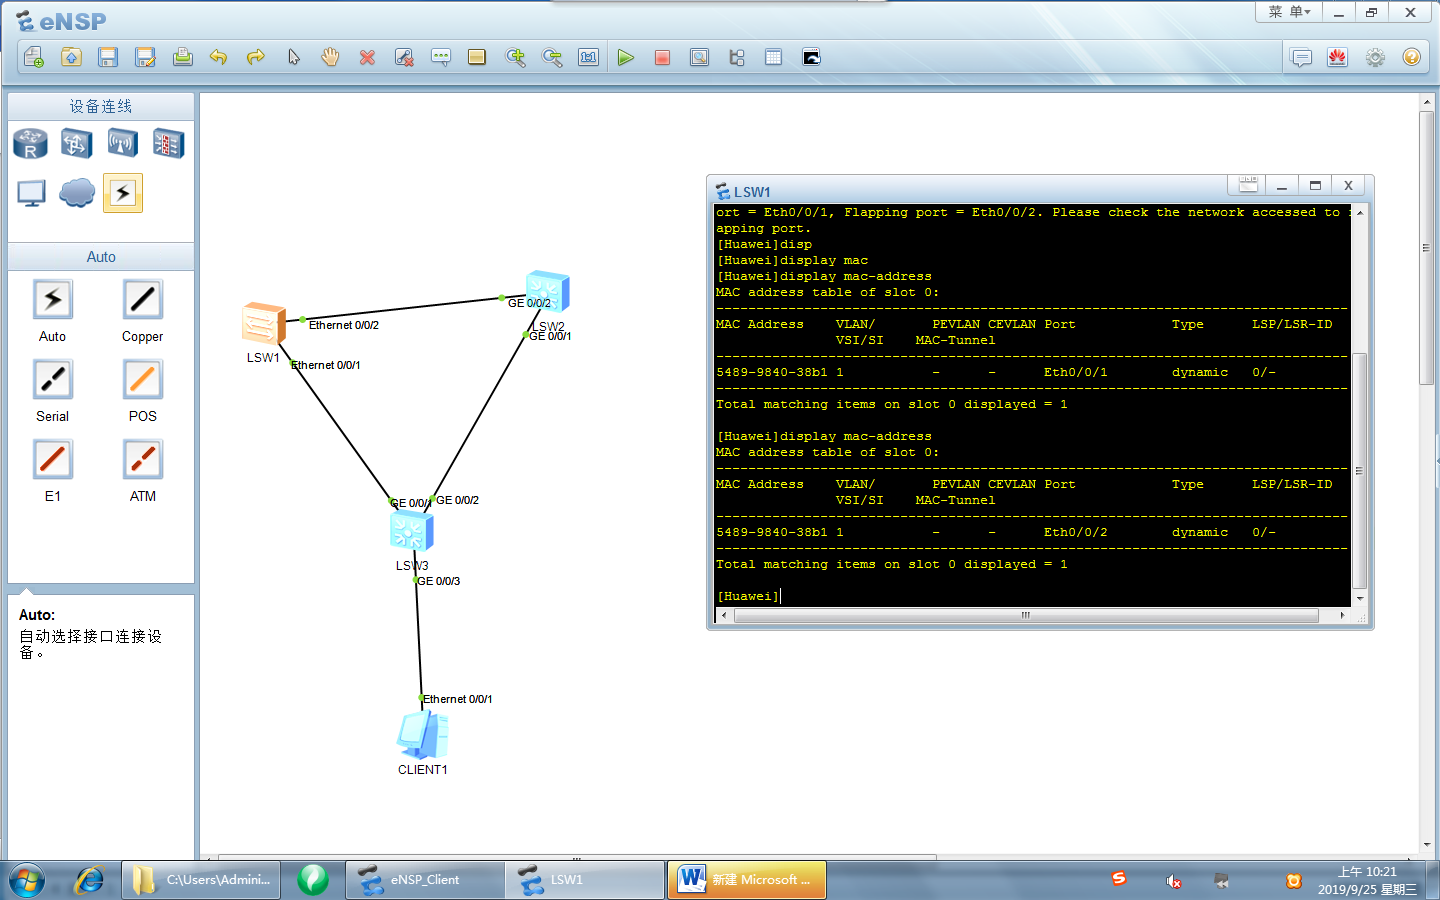 eNSP
菜 单
设备连线
Auto
Auto
Copper
Serial
POS
E1
ATM
Auto:
自动选择接口连接设
备。
LSW1
Ethernet 0/0/2
Ethernet 0/0/1
GE 0/0/2
LSW2
GE 0/0/1
GE 0/0/1
GE 0/0/2
LSW3
GE 0/0/3
Ethernet 0/0/1
CLIENT1
LSW1
ort = Eth0/0/1, Flapping port = Eth0/0/2. Please check the network accessed to
apping port.
[Huawei]disp
[Huawei]display mac
[Huawei]display mac-address
MAC address table of slot 0:
-------------------------------------------------------------------------------
MAC Address    VLAN/       PEVLAN CEVLAN Port            Type      LSP/LSR-ID
               VSI/SI    MAC-Tunnel
-------------------------------------------------------------------------------
5489-9840-38b1 1           -      -      Eth0/0/1        dynamic   0/-
-------------------------------------------------------------------------------
Total matching items on slot 0 displayed = 1
[Huawei]display mac-address
MAC address table of slot 0:
-------------------------------------------------------------------------------
MAC Address    VLAN/       PEVLAN CEVLAN Port            Type      LSP/LSR-ID
               VSI/SI    MAC-Tunnel
-------------------------------------------------------------------------------
5489-9840-38b1 1           -      -      Eth0/0/2        dynamic   0/-
-------------------------------------------------------------------------------
Total matching items on slot 0 displayed = 1
[Huawei]
C:\Users\Admini...
eNSP_Client
LSW1
新建 Microsoft ...
上午 10:21
2019/9/25 星期三